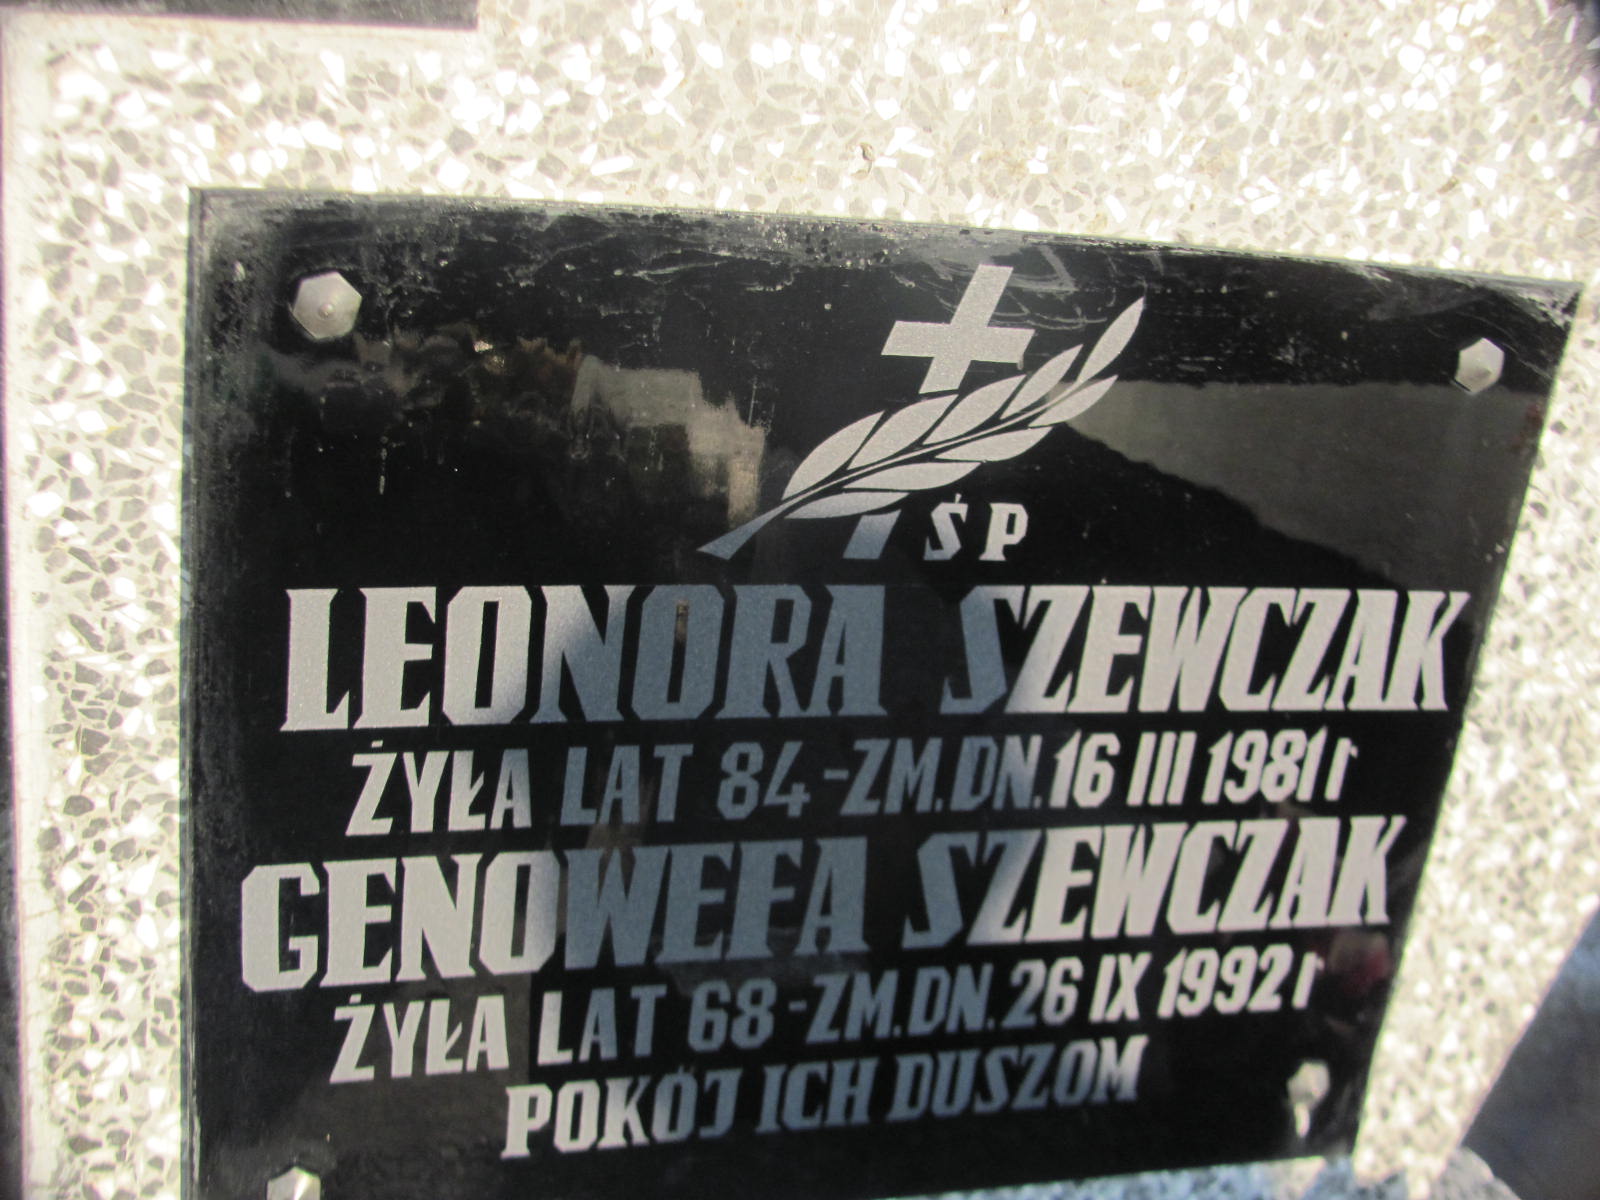 ŚP
LEONORA SZEWCZAK
ŻYŁA LAT 84-ZM.DN.16 III 1981 r
GENOWEFA SZEWCZAK
ŻYŁA LAT 68-ZM.DN.26 IX 1992 r
POKÓJ ICH DUSZOM